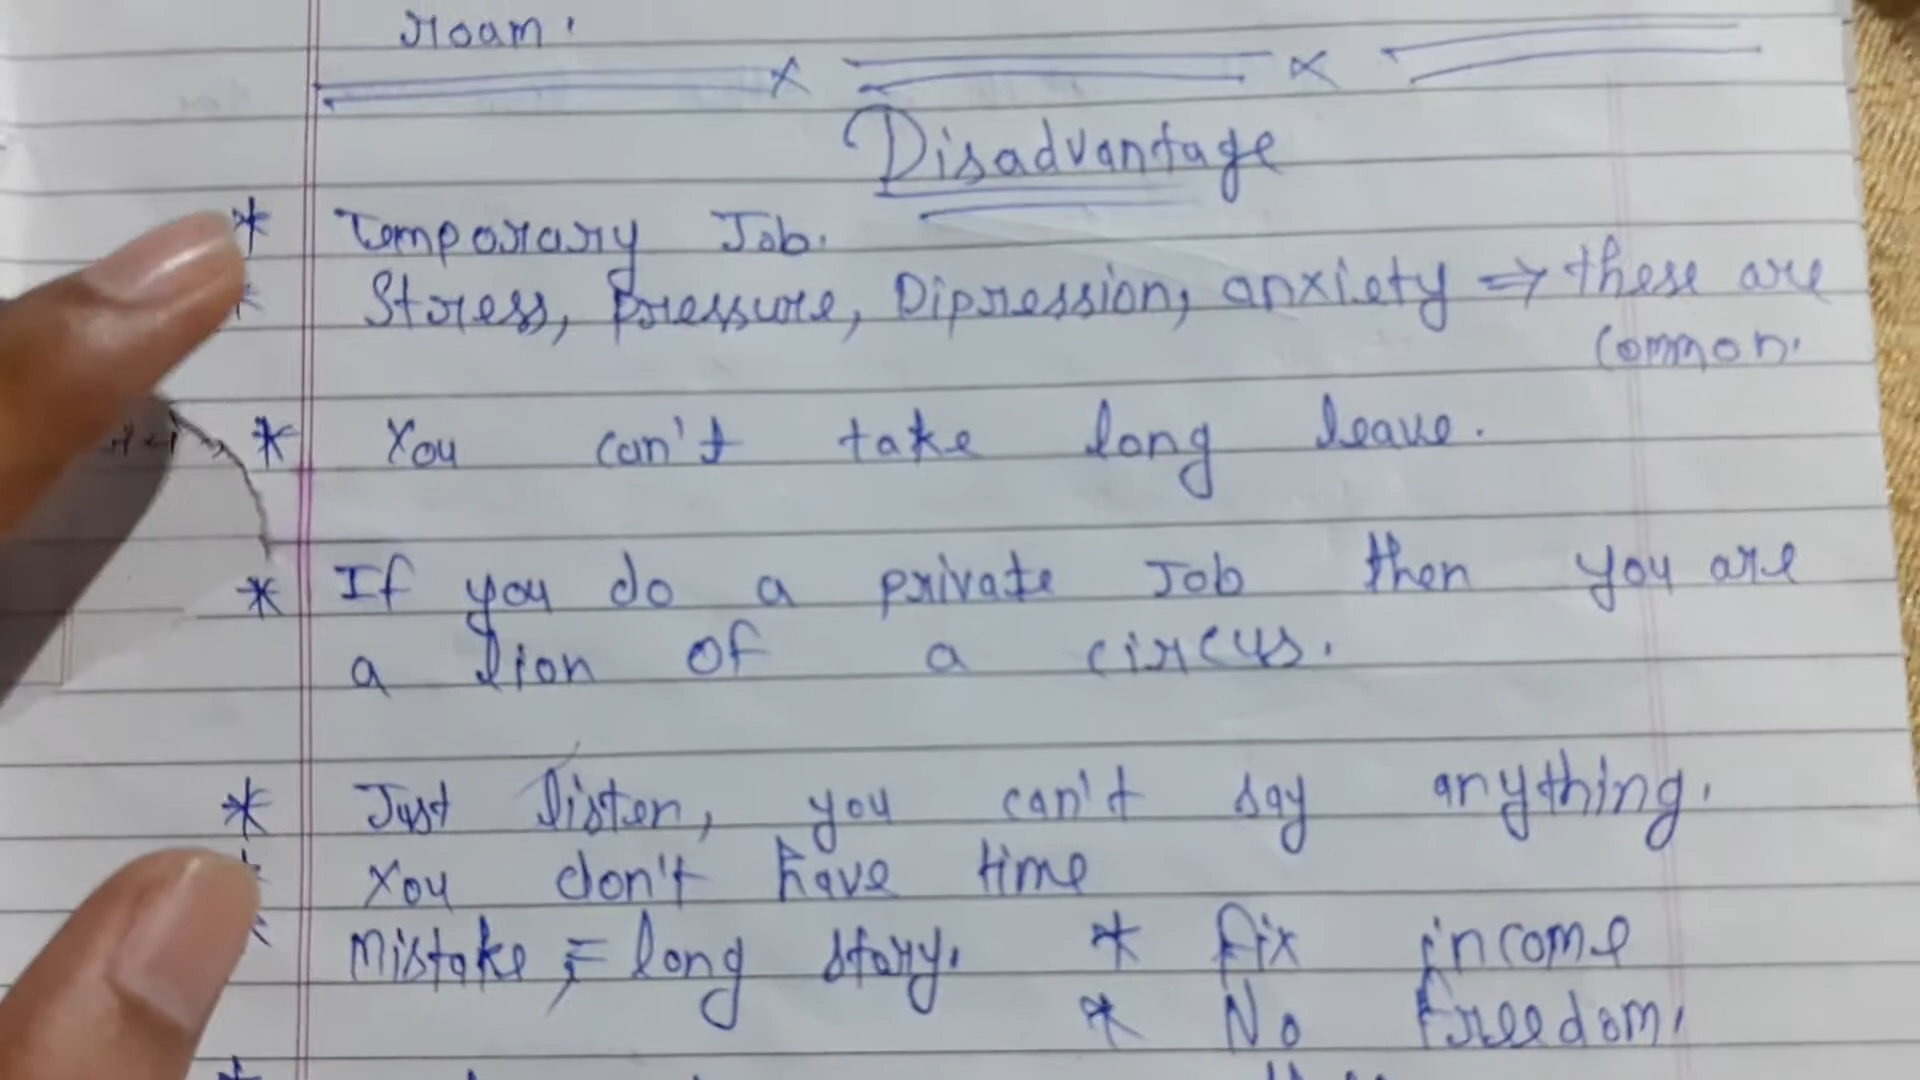 roam.
Disadvantage
* Temporary Job.
* Stress, Pressure, Dipression, anxiety ⇒ these are
common.
* You can't take long leave.
* If you do a private Job then you are
a lion of a circus.
* Just listen, you can't say anything.
* You don't have time
* Mistake = long story. * Fix income
* No freedom.